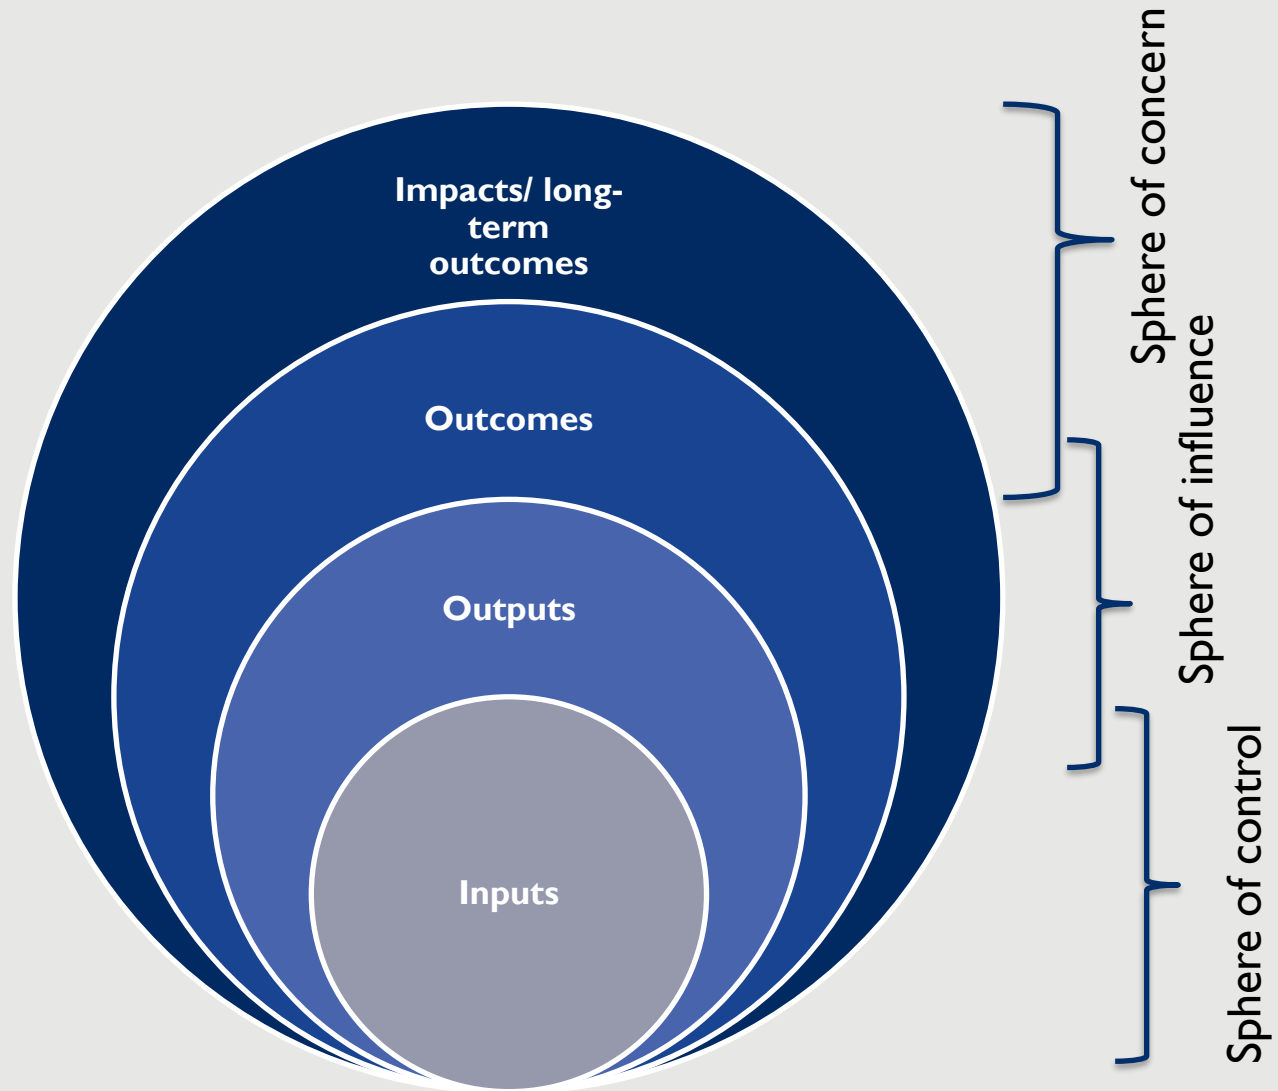 Impacts/ long-
term
outcomes
Outcomes
Outputs
Inputs
Sphere of concern
Sphere of influence
Sphere of control